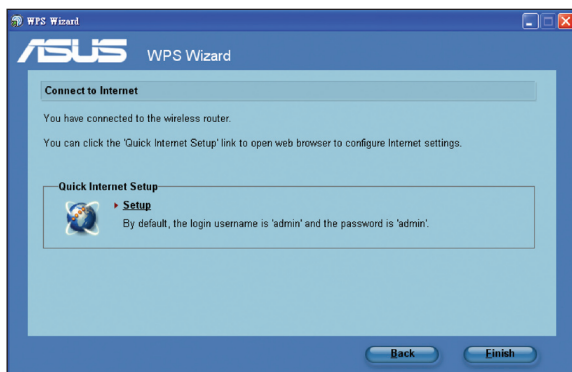 WPS Wizard
ASUS WPS Wizard
Connect to Internet
You have connected to the wireless router.
You can click the 'Quick Internet Setup' link to open web browser to configure Internet settings.
Quick Internet Setup
Setup
By default, the login username is 'admin' and the password is 'admin'.
Back Finish